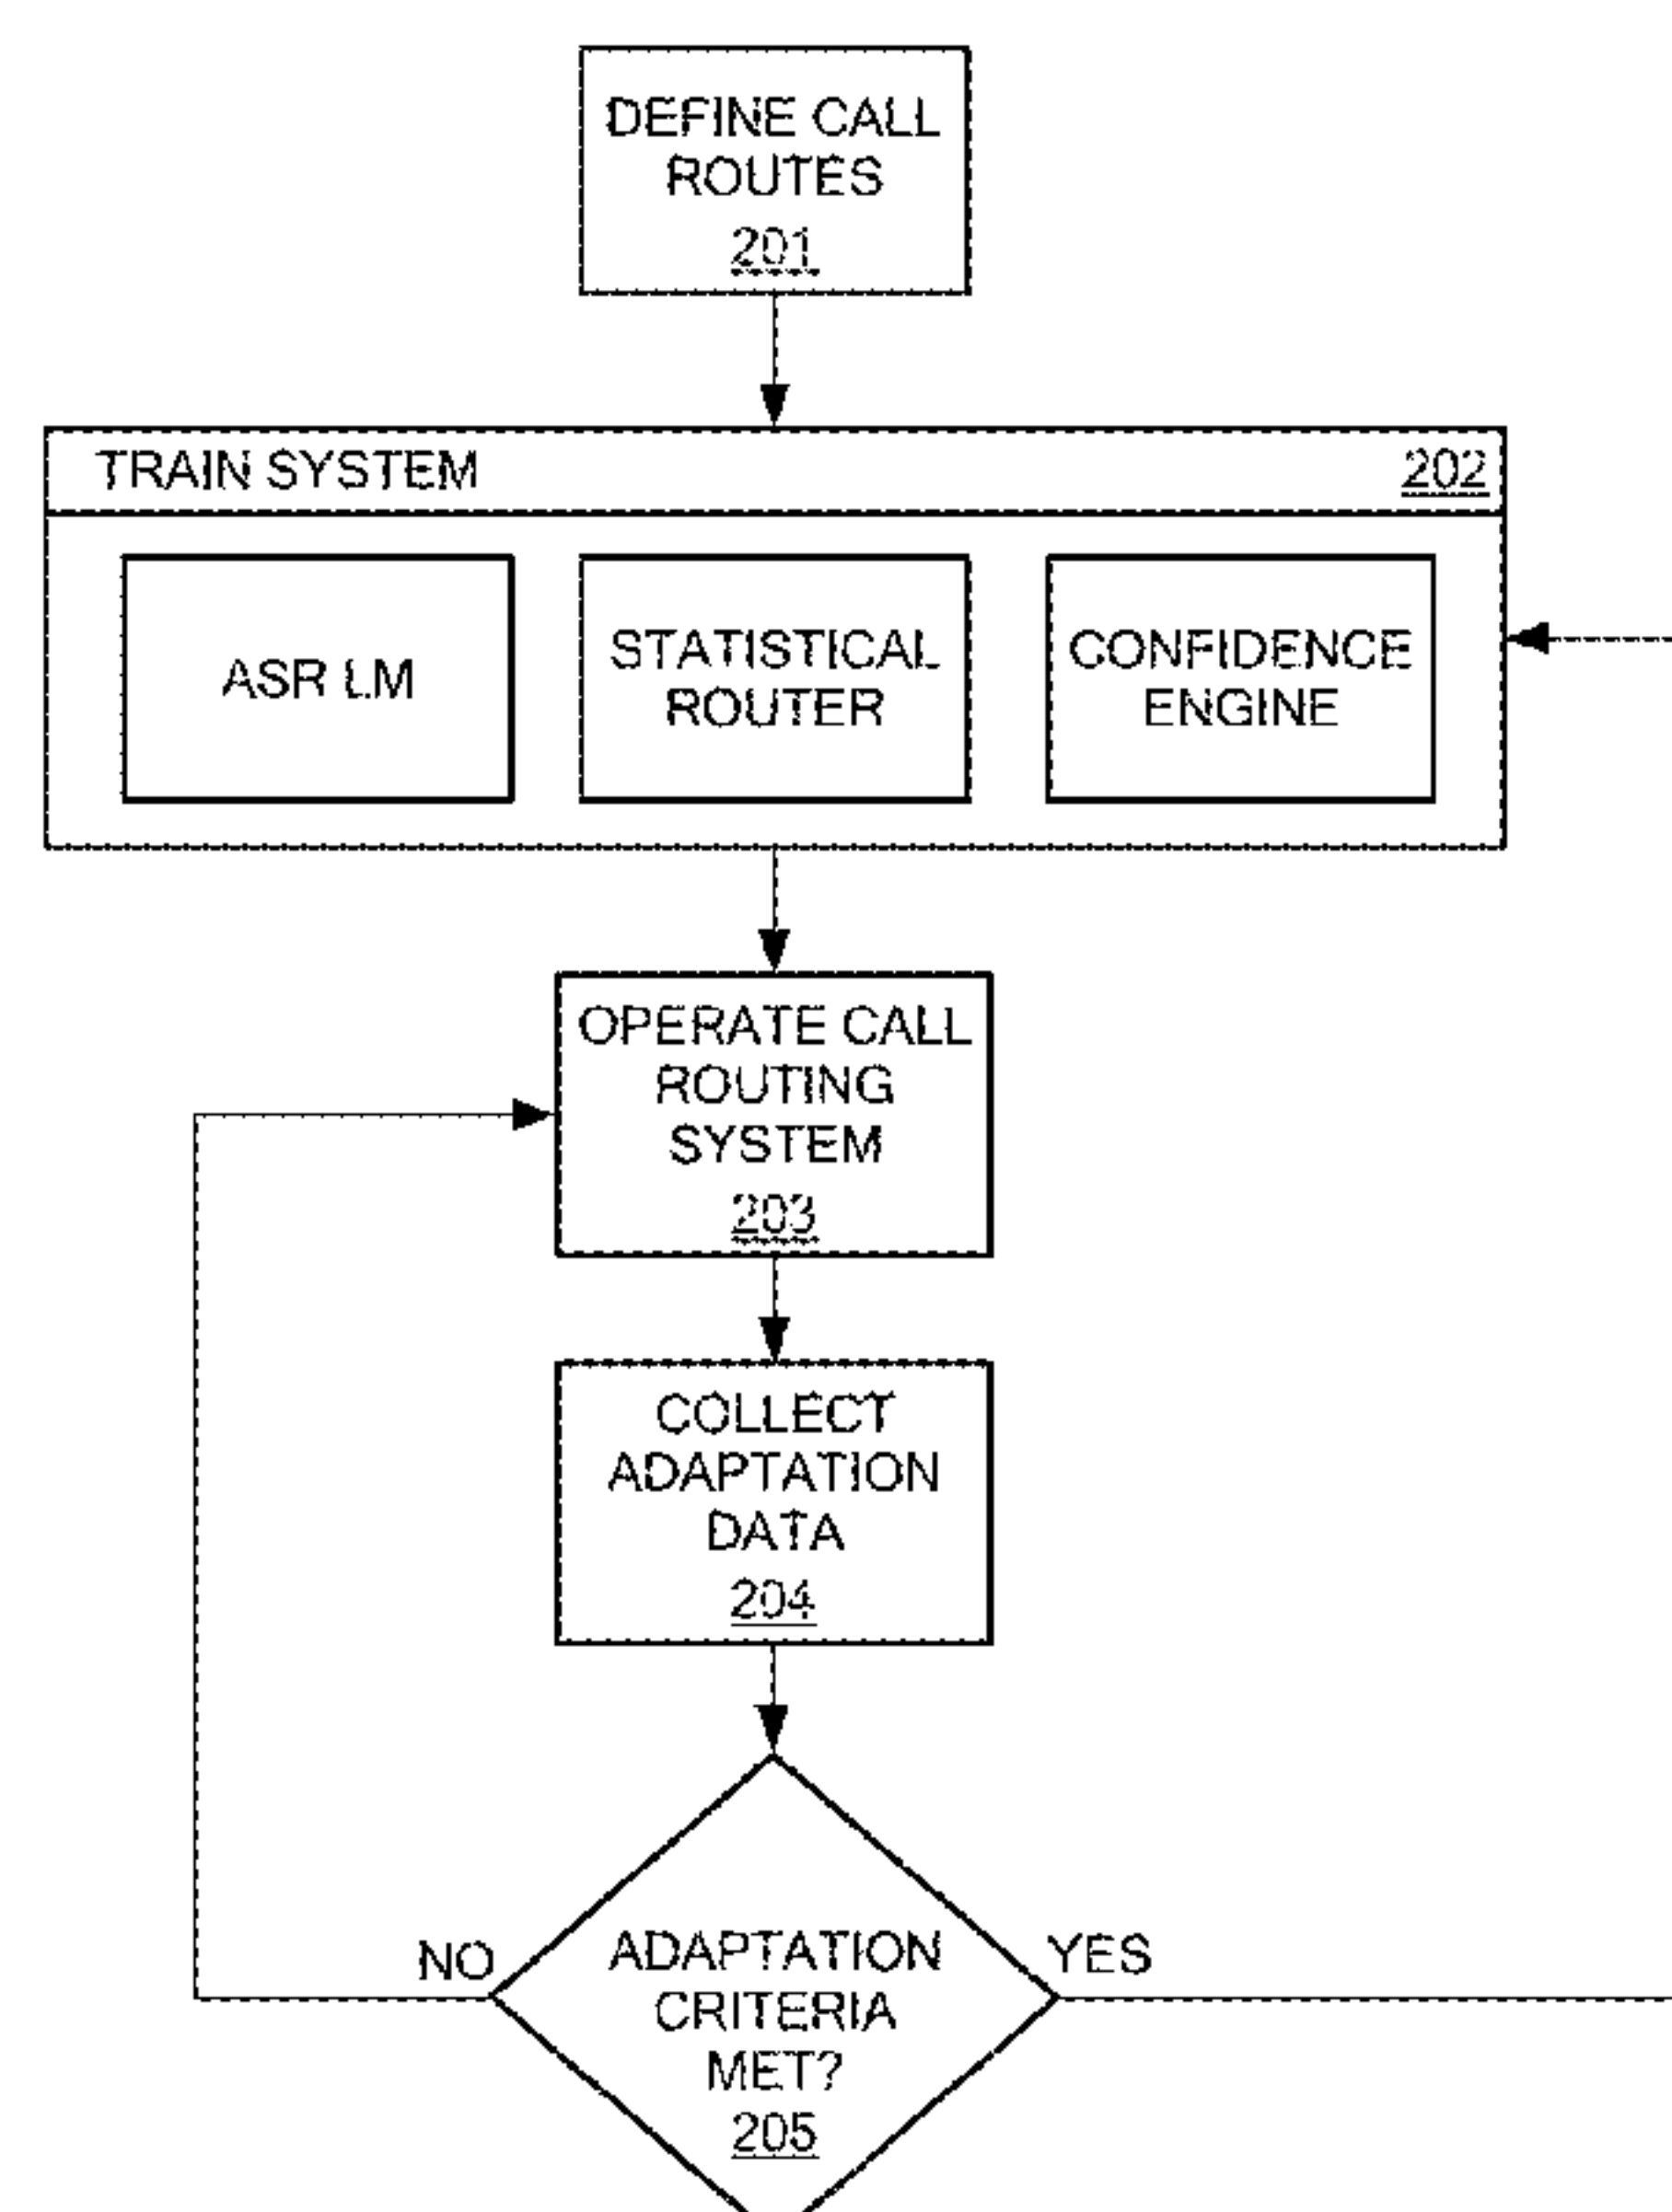 DEFINE CALL
ROUTES
201
TRAIN SYSTEM
202
ASR LM
STATISTICAL
ROUTER
CONFIDENCE
ENGINE
OPERATE CALL
ROUTING
SYSTEM
203
COLLECT
ADAPTATION
DATA
204
NO
ADAPTATION
CRITERIA
MET?
205
YES